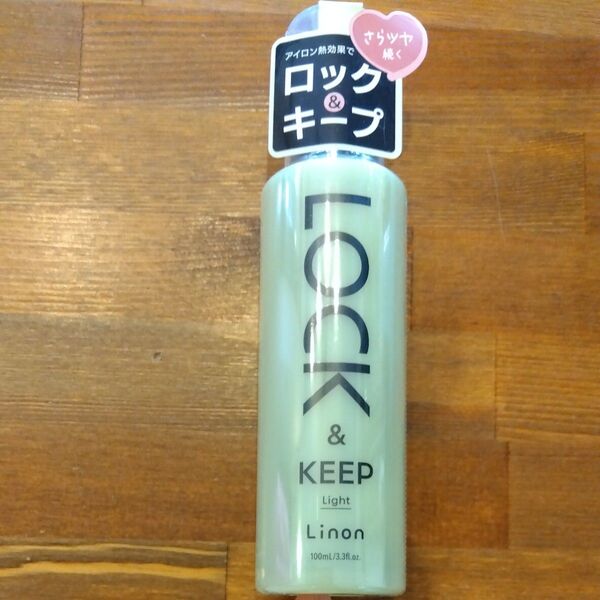 さらツヤ
続く
アイロン熱効果で
ロック
&
キープ
LOCK
&
KEEP
Light
Linon
100mL/3.3fl.oz.